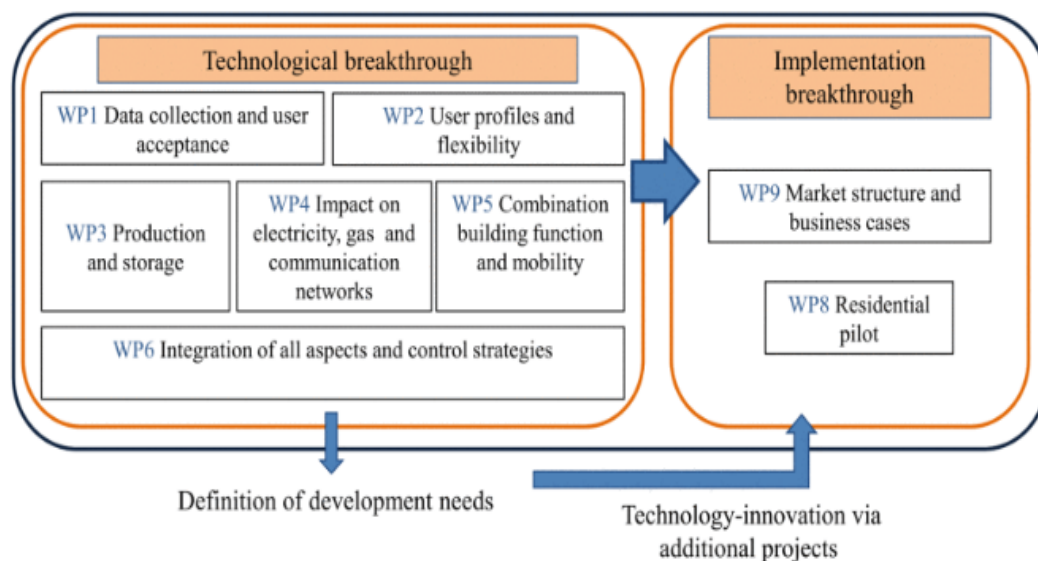 Technological breakthrough
WP1 Data collection and user
acceptance
WP2 User profiles and
flexibility
WP3 Production
and storage
WP4 Impact on
electricity, gas and
communication
networks
WP5 Combination
building function
and mobility
WP6 Integration of all aspects and control strategies
Implementation
breakthrough
WP9 Market structure and
business cases
WP8 Residential
pilot
Definition of development needs
Technology-innovation via
additional projects